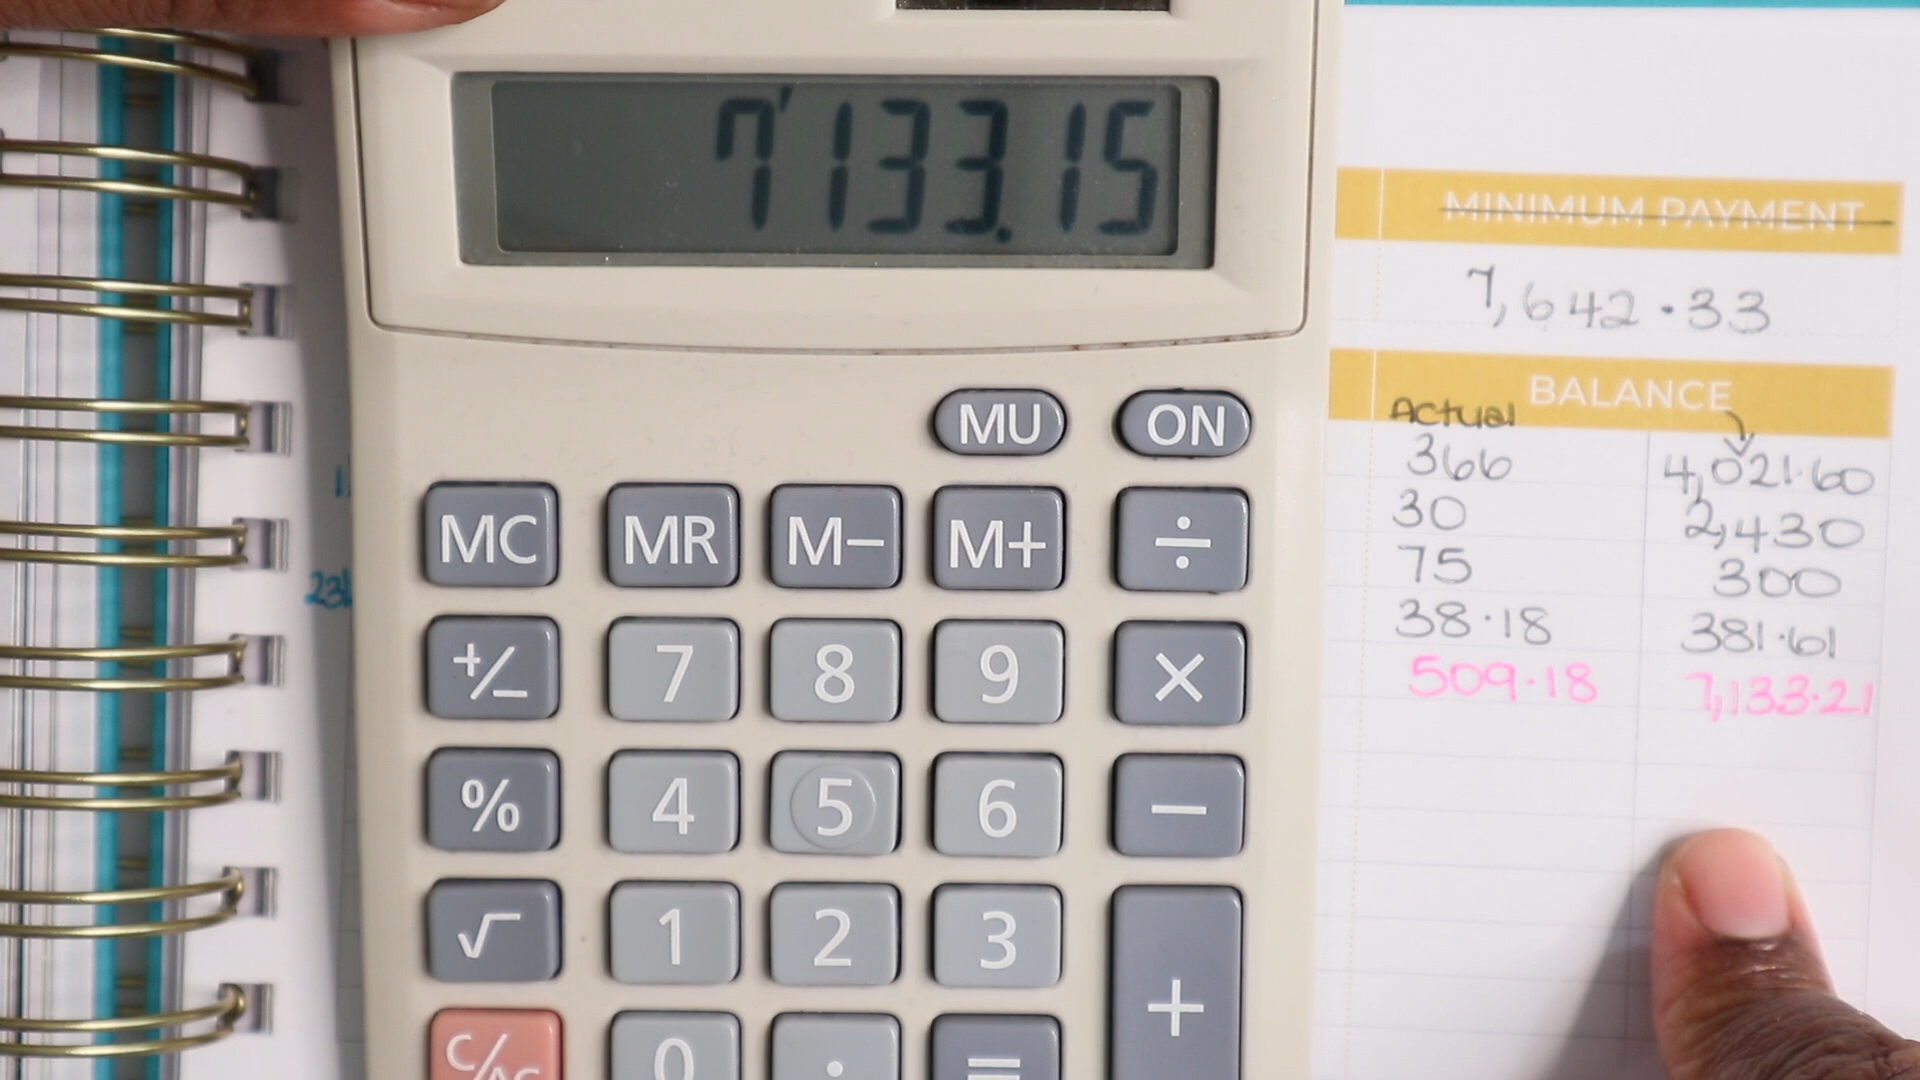 7'133.15
MINIMUM PAYMENT
7,642.33
BALANCE
Actual
366 4,021.60
30 2,430
75 300
38.18 381.61
509.18 7,133.21
MU ON
MC MR M− M+ ÷
+/− 7 8 9 ×
% 4 5 6 −
√ 1 2 3 +
C/AC 0 . =